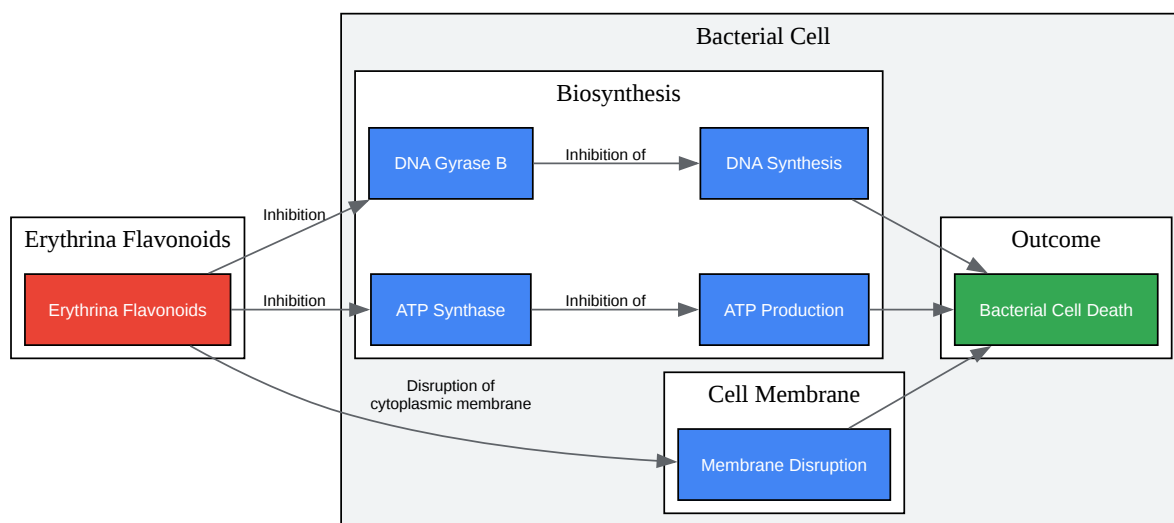 Bacterial Cell
Biosynthesis
DNA Gyrase B
Inhibition of
DNA Synthesis
Inhibition
Erythrina Flavonoids
Outcome
Erythrina Flavonoids
Inhibition
ATP Synthase
Inhibition of
ATP Production
Bacterial Cell Death
Disruption of
cytoplasmic membrane
Cell Membrane
Membrane Disruption